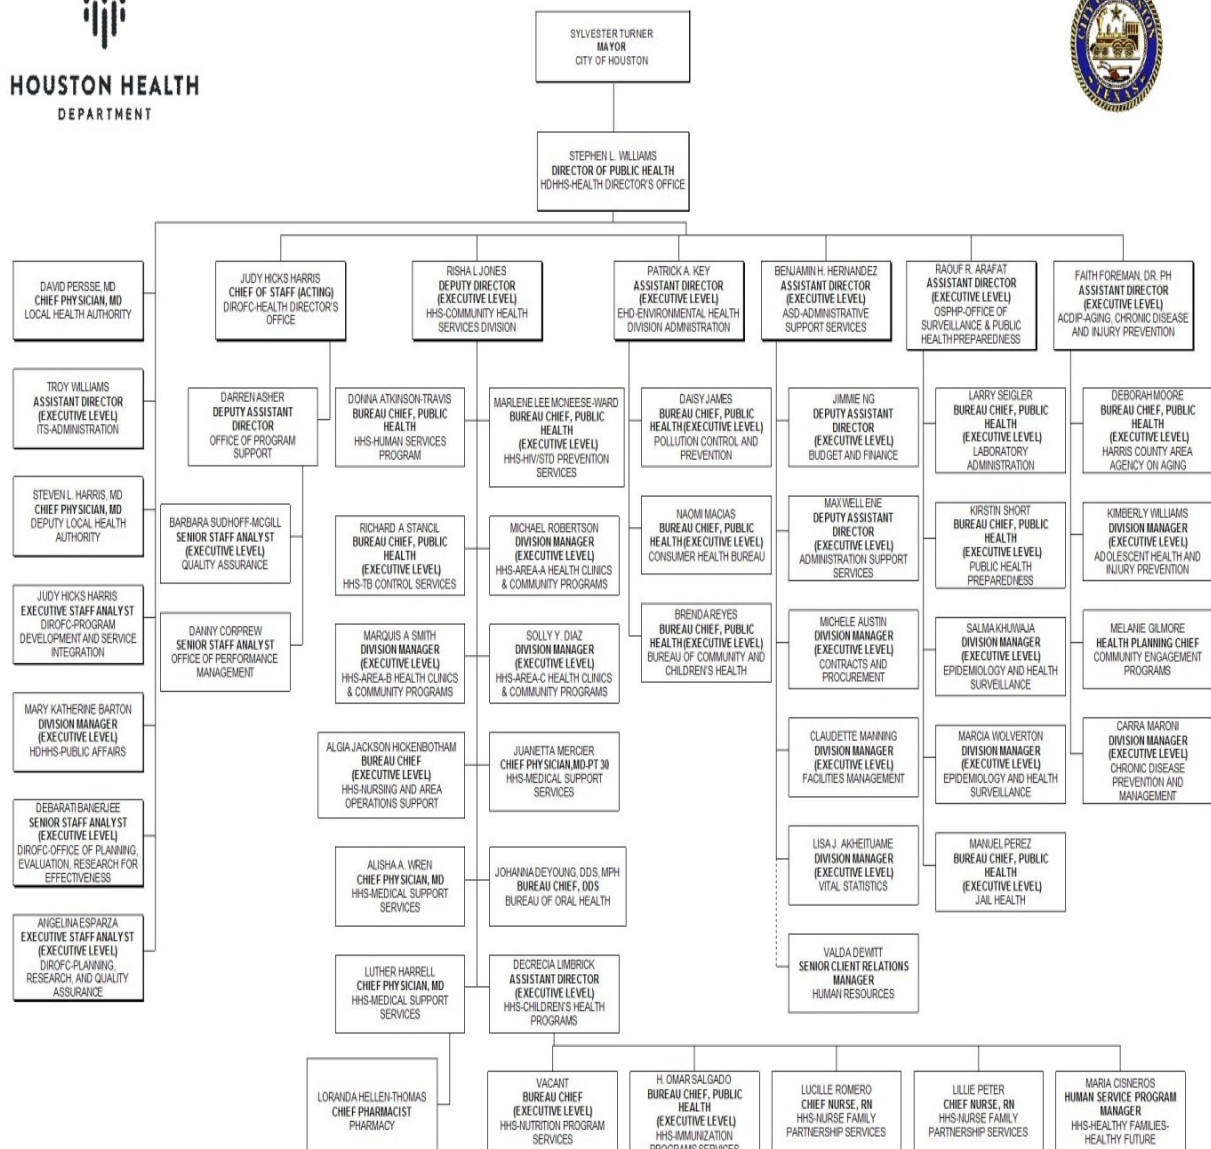 HOUSTON HEALTH
DEPARTMENT
SYLVESTER TURNER
MAYOR
CITY OF HOUSTON
STEPHEN L. WILLIAMS
DIRECTOR OF PUBLIC HEALTH
HDHHS-HEALTH DIRECTOR'S OFFICE
DAVID PERSSE, MD
CHIEF PHYSICIAN, MD
LOCAL HEALTH AUTHORITY
JUDY HICKS HARRIS
CHIEF OF STAFF (ACTING)
DIROFC-HEALTH DIRECTOR'S
OFFICE
RISHA L JONES
DEPUTY DIRECTOR
(EXECUTIVE LEVEL)
HHS-COMMUNITY HEALTH
SERVICES DIVISION
PATRICK A. KEY
ASSISTANT DIRECTOR
(EXECUTIVE LEVEL)
EHD-ENVIRONMENTAL HEALTH
DIVISION ADMNISTRATION
BENJAMIN H. HERNANDEZ
ASSISTANT DIRECTOR
(EXECUTIVE LEVEL)
ASD-ADMINISTRATIVE
SUPPORT SERVICES
RAOUF R. ARAFAT
ASSISTANT DIRECTOR
(EXECUTIVE LEVEL)
OSPHP-OFFICE OF
SURVEILLANCE & PUBLIC
HEALTH PREPAREDNESS
FAITH FOREMAN, DR. PH
ASSISTANT DIRECTOR
(EXECUTIVE LEVEL)
ACDIP-AGING, CHRONIC DISEASE
AND INJURY PREVENTION
TROY WILLIAMS
ASSISTANT DIRECTOR
(EXECUTIVE LEVEL)
ITS-ADMINISTRATION
STEVEN L. HARRIS, MD
CHIEF PHYSICIAN, MD
DEPUTY LOCAL HEALTH
AUTHORITY
JUDY HICKS HARRIS
EXECUTIVE STAFF ANALYST
DIROFC-PROGRAM
DEVELOPMENT AND SERVICE
INTEGRATION
MARY KATHERINE BARTON
DIVISION MANAGER
(EXECUTIVE LEVEL)
HDHHS-PUBLIC AFFAIRS
DEBARATI BANERJEE
SENIOR STAFF ANALYST
(EXECUTIVE LEVEL)
DIROFC-OFFICE OF PLANNING,
EVALUATION, RESEARCH FOR
EFFECTIVENESS
ANGELINA ESPARZA
EXECUTIVE STAFF ANALYST
(EXECUTIVE LEVEL)
DIROFC-PLANNING,
RESEARCH, AND QUALITY
ASSURANCE
DARREN ASHER
DEPUTY ASSISTANT
DIRECTOR
OFFICE OF PROGRAM
SUPPORT
BARBARA SUDHOFF-MCGILL
SENIOR STAFF ANALYST
(EXECUTIVE LEVEL)
QUALITY ASSURANCE
DANNY CORPREW
SENIOR STAFF ANALYST
OFFICE OF PERFORMANCE
MANAGEMENT
DONNA ATKINSON-TRAVIS
BUREAU CHIEF, PUBLIC
HEALTH
HHS-HUMAN SERVICES
PROGRAM
MARLENE LEE MCNEESE-WARD
BUREAU CHIEF, PUBLIC
HEALTH
(EXECUTIVE LEVEL)
HHS-HIV/STD PREVENTION
SERVICES
RICHARD A STANCIL
BUREAU CHIEF, PUBLIC
HEALTH
(EXECUTIVE LEVEL)
HHS-TB CONTROL SERVICES
MICHAEL ROBERTSON
DIVISION MANAGER
(EXECUTIVE LEVEL)
HHS-AREA-A HEALTH CLINICS
& COMMUNITY PROGRAMS
MARQUIS A SMITH
DIVISION MANAGER
(EXECUTIVE LEVEL)
HHS-AREA-B HEALTH CLINICS
& COMMUNITY PROGRAMS
SOLLY Y. DIAZ
DIVISION MANAGER
(EXECUTIVE LEVEL)
HHS-AREA-C HEALTH CLINICS
& COMMUNITY PROGRAMS
ALGIA JACKSON HICKENBOTHAM
BUREAU CHIEF
(EXECUTIVE LEVEL)
HHS-NURSING AND AREA
OPERATIONS SUPPORT
JUANETTA MERCIER
CHIEF PHYSICIAN,MD-PT 30
HHS-MEDICAL SUPPORT
SERVICES
ALISHA A. WREN
CHIEF PHYSICIAN, MD
HHS-MEDICAL SUPPORT
SERVICES
JOHANNA DEYOUNG, DDS, MPH
BUREAU CHIEF, DDS
BUREAU OF ORAL HEALTH
LUTHER HARRELL
CHIEF PHYSICIAN, MD
HHS-MEDICAL SUPPORT
SERVICES
DECRECIA LIMBRICK
ASSISTANT DIRECTOR
(EXECUTIVE LEVEL)
HHS-CHILDREN'S HEALTH
PROGRAMS
DAISY JAMES
BUREAU CHIEF, PUBLIC
HEALTH (EXECUTIVE LEVEL)
POLLUTION CONTROL AND
PREVENTION
NAOMI MACIAS
BUREAU CHIEF, PUBLIC
HEALTH (EXECUTIVE LEVEL)
CONSUMER HEALTH BUREAU
BRENDA REYES
BUREAU CHIEF, PUBLIC
HEALTH (EXECUTIVE LEVEL)
BUREAU OF COMMUNITY AND
CHILDREN'S HEALTH
JIMMIE NG
DEPUTY ASSISTANT
DIRECTOR
(EXECUTIVE LEVEL)
BUDGET AND FINANCE
MAXWELL ENE
DEPUTY ASSISTANT
DIRECTOR
(EXECUTIVE LEVEL)
ADMINISTRATION SUPPORT
SERVICES
MICHELE AUSTIN
DIVISION MANAGER
(EXECUTIVE LEVEL)
CONTRACTS AND
PROCUREMENT
CLAUDETTE MANNING
DIVISION MANAGER
(EXECUTIVE LEVEL)
FACILITIES MANAGEMENT
LISA J. AKHEITUAME
DIVISION MANAGER
(EXECUTIVE LEVEL)
VITAL STATISTICS
VALDA DEWITT
SENIOR CLIENT RELATIONS
MANAGER
HUMAN RESOURCES
LARRY SEIGLER
BUREAU CHIEF, PUBLIC
HEALTH
(EXECUTIVE LEVEL)
LABORATORY
ADMINISTRATION
KIRSTIN SHORT
BUREAU CHIEF, PUBLIC
HEALTH
(EXECUTIVE LEVEL)
PUBLIC HEALTH
PREPAREDNESS
SALMA KHUWAJA
DIVISION MANAGER
(EXECUTIVE LEVEL)
EPIDEMIOLOGY AND HEALTH
SURVEILLANCE
MARCIA WOLVERTON
DIVISION MANAGER
(EXECUTIVE LEVEL)
EPIDEMIOLOGY AND HEALTH
SURVEILLANCE
MANUEL PEREZ
BUREAU CHIEF, PUBLIC
HEALTH
(EXECUTIVE LEVEL)
JAIL HEALTH
DEBORAH MOORE
BUREAU CHIEF, PUBLIC
HEALTH
(EXECUTIVE LEVEL)
HARRIS COUNTY AREA
AGENCY ON AGING
KIMBERLY WILLIAMS
DIVISION MANAGER
(EXECUTIVE LEVEL)
ADOLESCENT HEALTH AND
INJURY PREVENTION
MELANIE GILMORE
HEALTH PLANNING CHIEF
COMMUNITY ENGAGEMENT
PROGRAMS
CARRA MARONI
DIVISION MANAGER
(EXECUTIVE LEVEL)
CHRONIC DISEASE
PREVENTION AND
MANAGEMENT
LORANDA HELLEN-THOMAS
CHIEF PHARMACIST
PHARMACY
VACANT
BUREAU CHIEF
(EXECUTIVE LEVEL)
HHS-NUTRITION PROGRAM
SERVICES
H. OMAR SALGADO
BUREAU CHIEF, PUBLIC
HEALTH
(EXECUTIVE LEVEL)
HHS-IMMUNIZATION
PROGRAMS SERVICES
LUCILLE ROMERO
CHIEF NURSE, RN
HHS-NURSE FAMILY
PARTNERSHIP SERVICES
LILLIE PETER
CHIEF NURSE, RN
HHS-NURSE FAMILY
PARTNERSHIP SERVICES
MARIA CISNEROS
HUMAN SERVICE PROGRAM
MANAGER
HHS-HEALTHY FAMILIES-
HEALTHY FUTURE